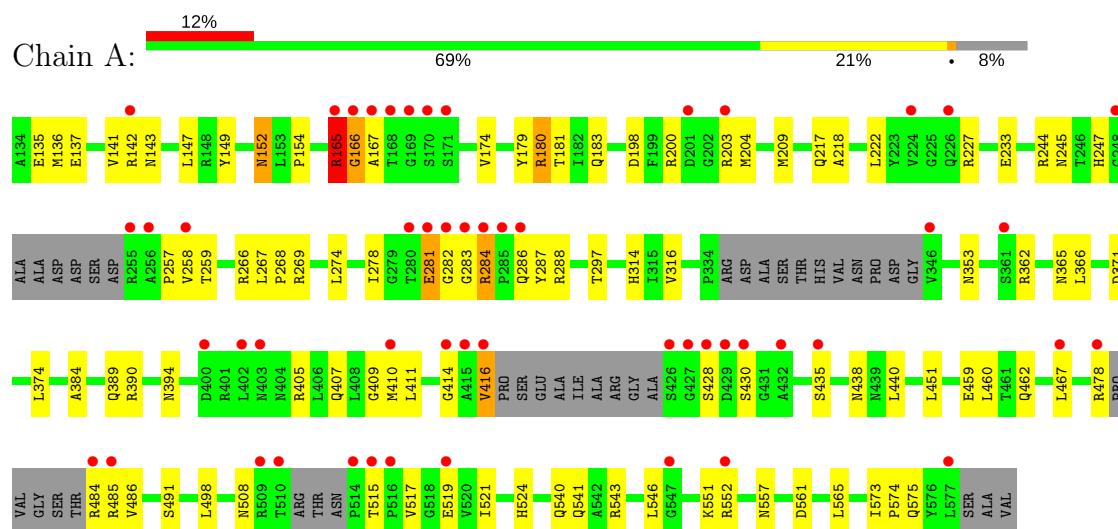 12%
Chain A:
69% 21% • 8%
A134 E135 M136 E137 V141 R142 N143 L147 R148 Y149 N152 L153 P154 R165 G166 A167 T168 G169 S170 S171 V174 Y179 R180 T181 I182 Q183 D198 F199 R200 D201 G202 R203 M204 M209 Q217 A218 L222 Y223 V224 G225 Q226 R227 E233 R244 N245 T246 H247 G248
ALA ALA ASP ASP SER ASP R255 A256 P257 V258 T259 R266 L267 P268 R269 L274 I278 G279 T280 E281 G282 G283 R284 P285 Q286 Y287 R288 T297 H314 I315 V316 P334 ARG ASP ALA SER THR HIS VAL ASN PRO ASP GLY V346 N353 S361 R362 N365 L366
L374 A384 Q389 R390 N394 D400 R401 L402 N403 N404 R405 L406 Q407 L408 G409 M410 L411 G414 A415 V416 PRO SER GLU ALA ILE ALA ARG GLY ALA S426 G427 S428 D429 S430 G431 A432 S435 N438 N439 L440 L451 E459 L460 T461 Q462 L467 R478 PRO
VAL GLY SER THR R484 R485 V486 S491 L498 N508 R509 T510 ARG THR ASN P514 T515 P516 V517 G518 E519 V520 I521 H524 Q540 Q541 A542 R543 L546 G547 K551 R552 N557 D561 L565 I573 P574 Q575 Y576 L577 SER ALA VAL